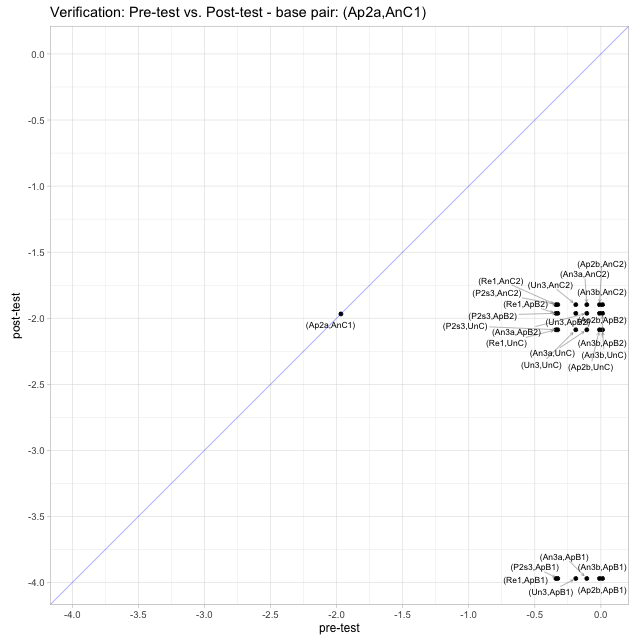 Verification: Pre-test vs. Post-test - base pair: (Ap2a,AnC1)
0.0
-0.5
-1.0
-1.5
-2.0
-2.5
-3.0
-3.5
-4.0
post-test
(Ap2b,AnC2)
(An3a,AnC2)
(Re1,AnC2)
(Un3,AnC2)
(P2s3,AnC2)
(An3b,AnC2)
(Re1,ApB2)
(P2s3,ApB2)
(Un3,ApB2)
(Ap2b,ApB2)
(Ap2a,AnC1)
(P2s3,UnC)
(An3a,ApB2)
(Re1,UnC)
(An3b,ApB2)
(An3a,UnC)
(An3b,UnC)
(Un3,UnC)
(Ap2b,UnC)
(An3a,ApB1)
(P2s3,ApB1)
(An3b,ApB1)
(Re1,ApB1)
(Un3,ApB1)
(Ap2b,ApB1)
-4.0 -3.5 -3.0 -2.5 -2.0 -1.5 -1.0 -0.5 0.0
pre-test